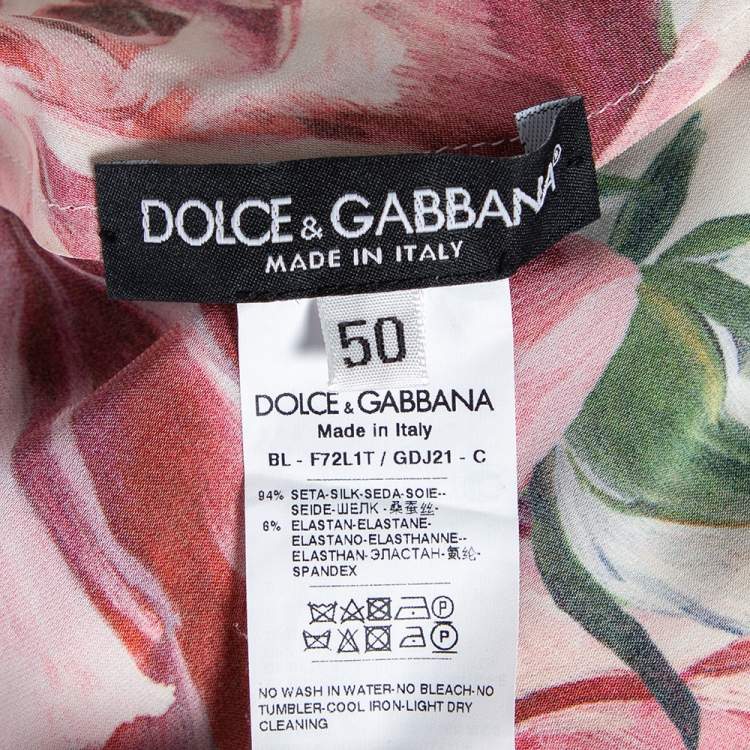 DOLCE & GABBANA®
MADE IN ITALY
50
DOLCE & GABBANA
Made in Italy
BL - F72L1T / GDJ21 - C
94% SETA-SILK-SEDA-SOIE--
SEIDE-ШЕЛК -桑蚕丝-
6% ELASTAN-ELASTANE-
ELASTANO-ELASTHANNE--
ELASTHAN-ЭЛАСТАН-氨纶-
SPANDEX
P
P
NO WASH IN WATER-NO BLEACH-NO
TUMBLER-COOL IRON-LIGHT DRY
CLEANING